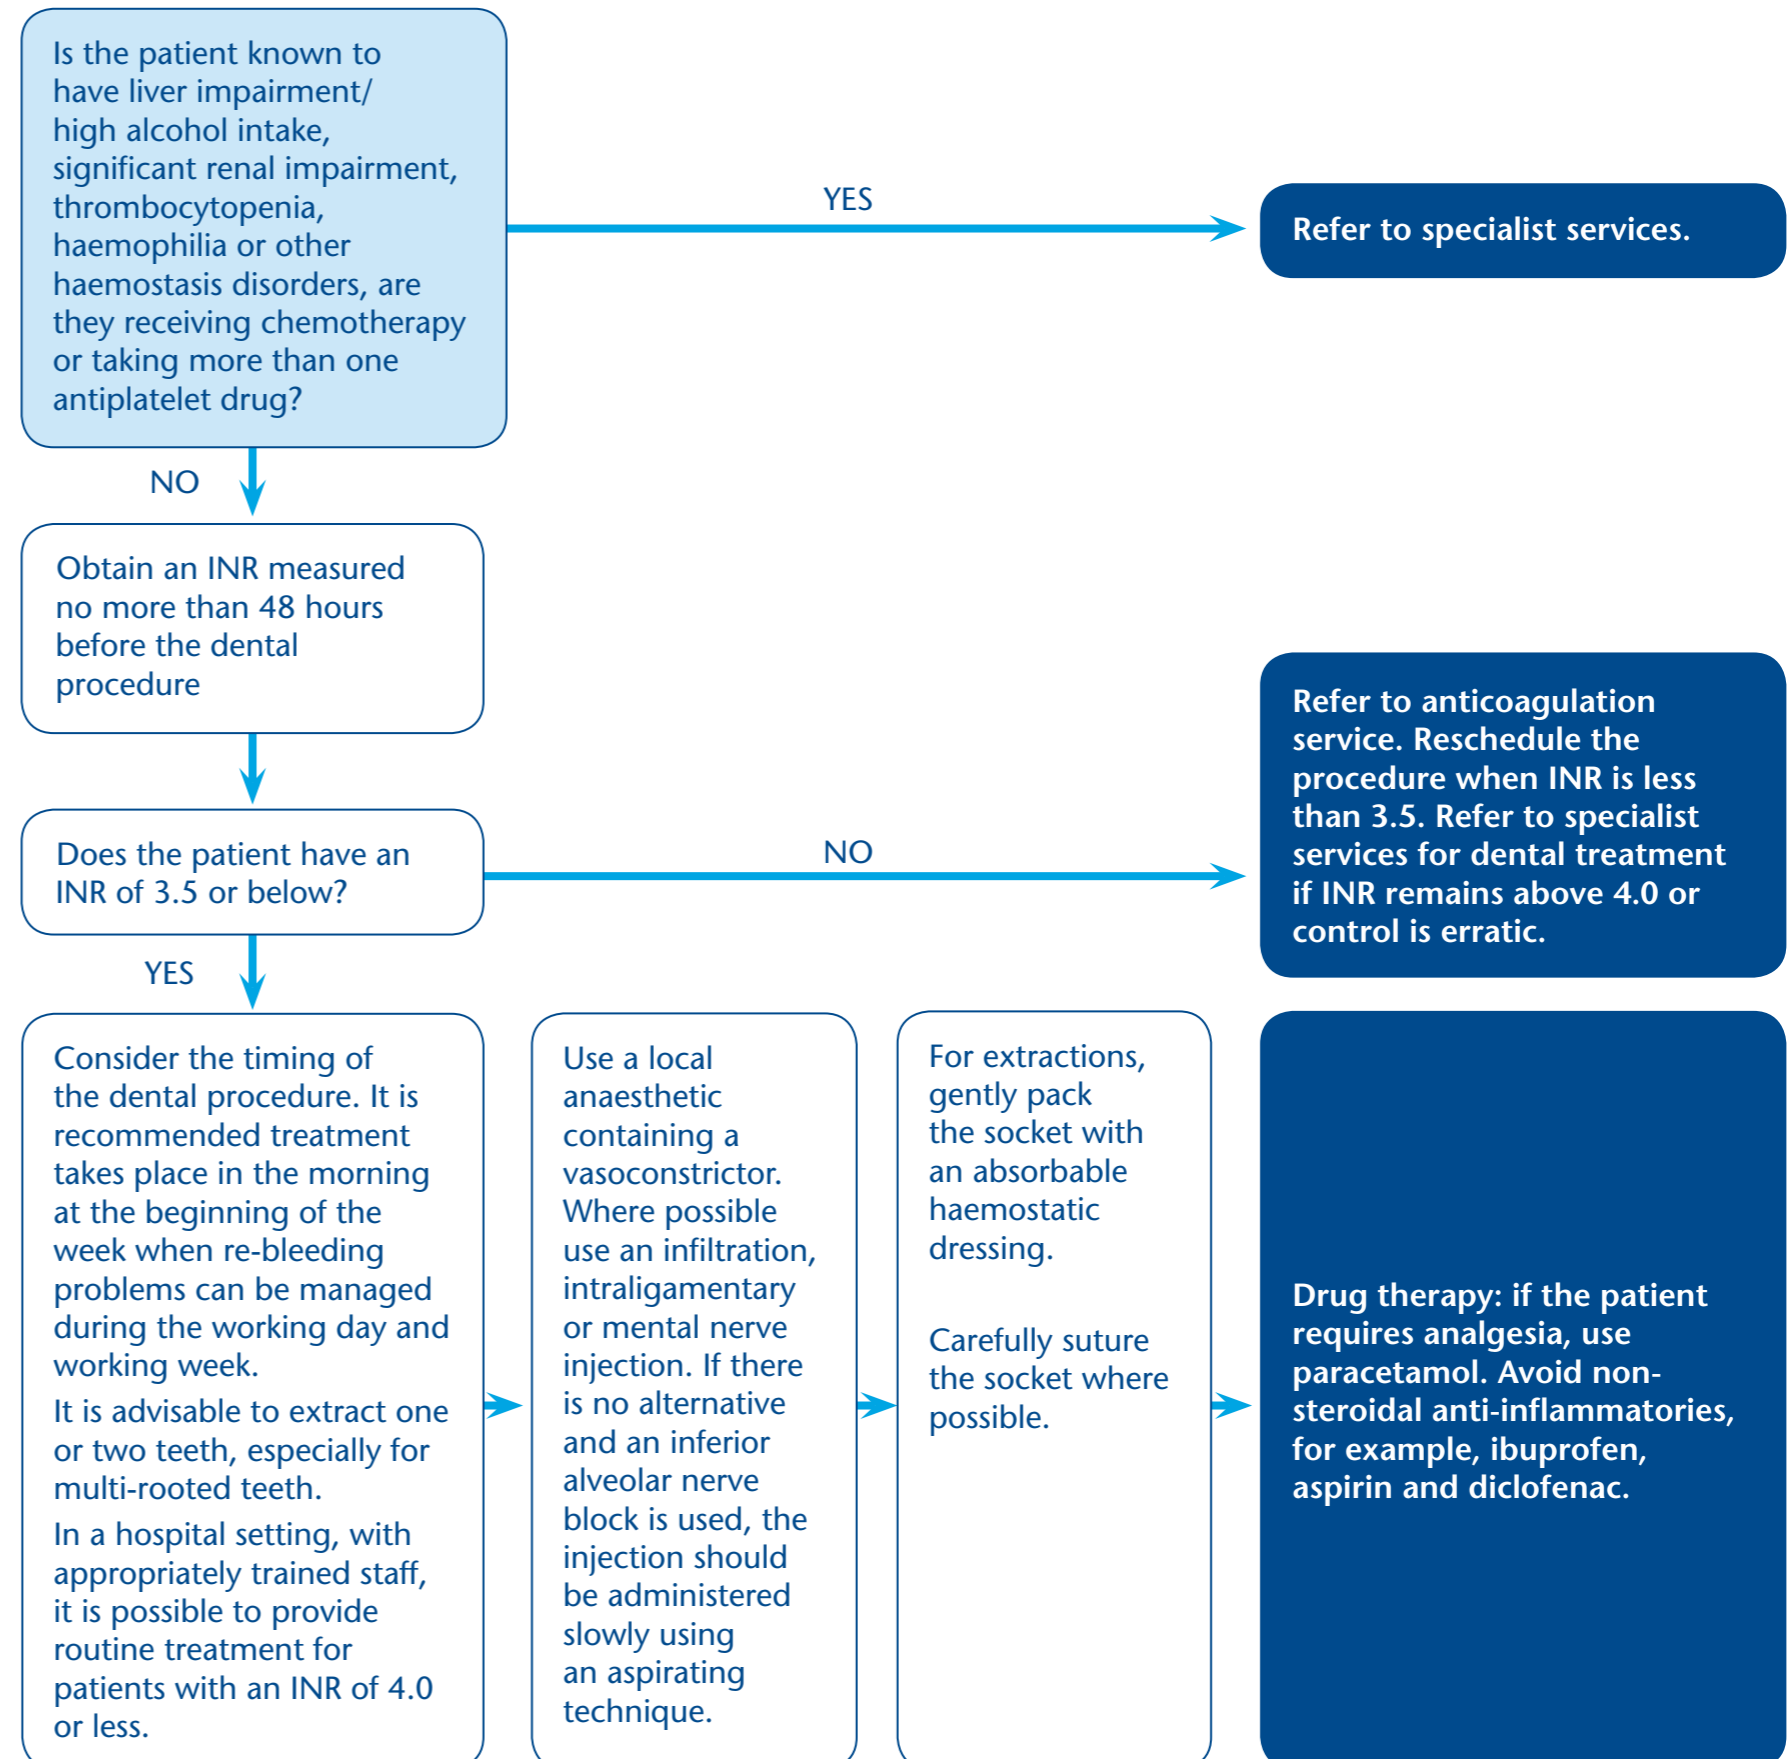 Is the patient known to
have liver impairment/
high alcohol intake,
significant renal impairment,
thrombocytopenia,
haemophilia or other
haemostasis disorders, are
they receiving chemotherapy
or taking more than one
antiplatelet drug?
YES
Refer to specialist services.
NO
Obtain an INR measured
no more than 48 hours
before the dental
procedure
Does the patient have an
INR of 3.5 or below?
NO
Refer to anticoagulation
service. Reschedule the
procedure when INR is less
than 3.5. Refer to specialist
services for dental treatment
if INR remains above 4.0 or
control is erratic.
YES
Consider the timing of
the dental procedure. It is
recommended treatment
takes place in the morning
at the beginning of the
week when re-bleeding
problems can be managed
during the working day and
working week.
It is advisable to extract one
or two teeth, especially for
multi-rooted teeth.
In a hospital setting, with
appropriately trained staff,
it is possible to provide
routine treatment for
patients with an INR of 4.0
or less.
Use a local
anaesthetic
containing a
vasoconstrictor.
Where possible
use an infiltration,
intraligamentary
or mental nerve
injection. If there
is no alternative
and an inferior
alveolar nerve
block is used, the
injection should
be administered
slowly using
an aspirating
technique.
For extractions,
gently pack
the socket with
an absorbable
haemostatic
dressing.
Carefully suture
the socket where
possible.
Drug therapy: if the patient
requires analgesia, use
paracetamol. Avoid non-
steroidal anti-inflammatories,
for example, ibuprofen,
aspirin and diclofenac.